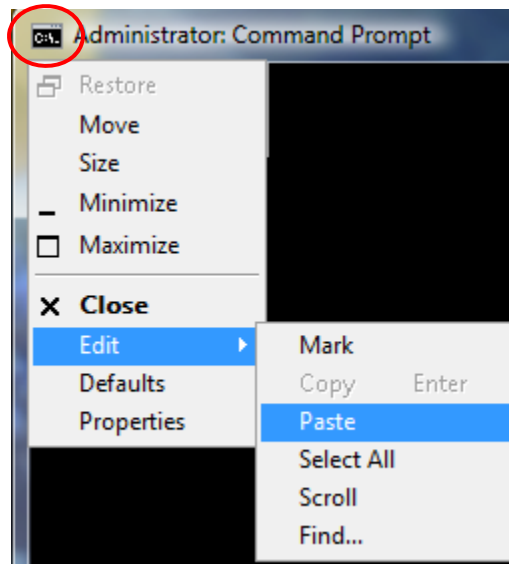 C:\. Administrator: Command Prompt
Restore
Move
Size
Minimize
Maximize
Close
Edit
Defaults
Properties
Mark
Copy Enter
Paste
Select All
Scroll
Find...